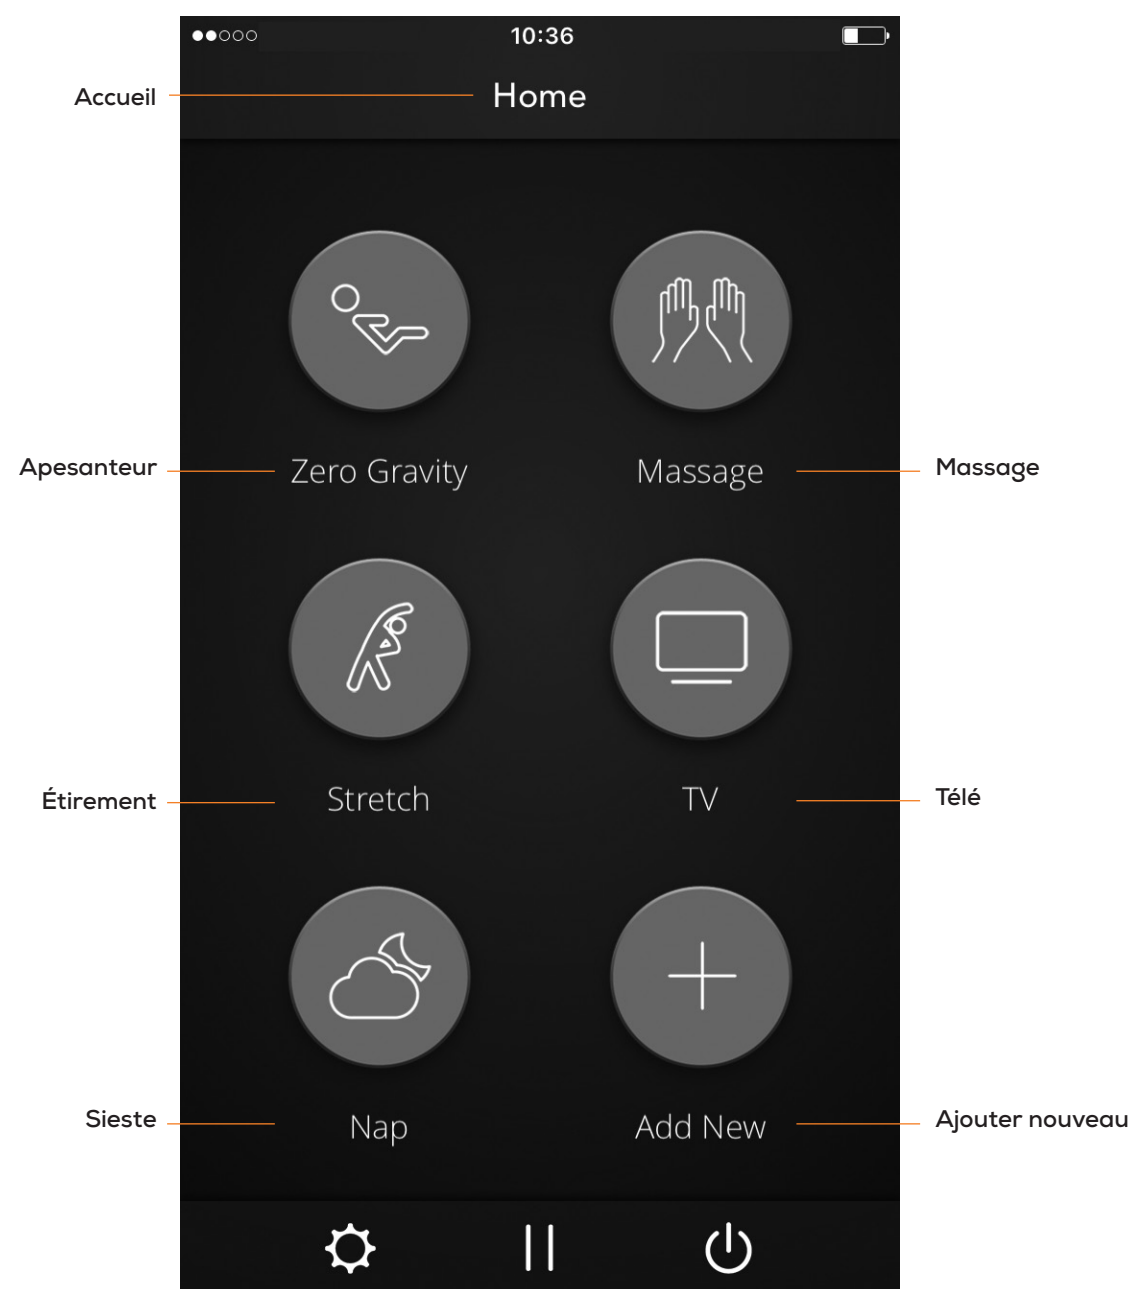 10:36
Accueil
Home
Apesanteur
Zero Gravity
Massage
Massage
Étirement
Stretch
TV
Télé
Sieste
Nap
Add New
Ajouter nouveau